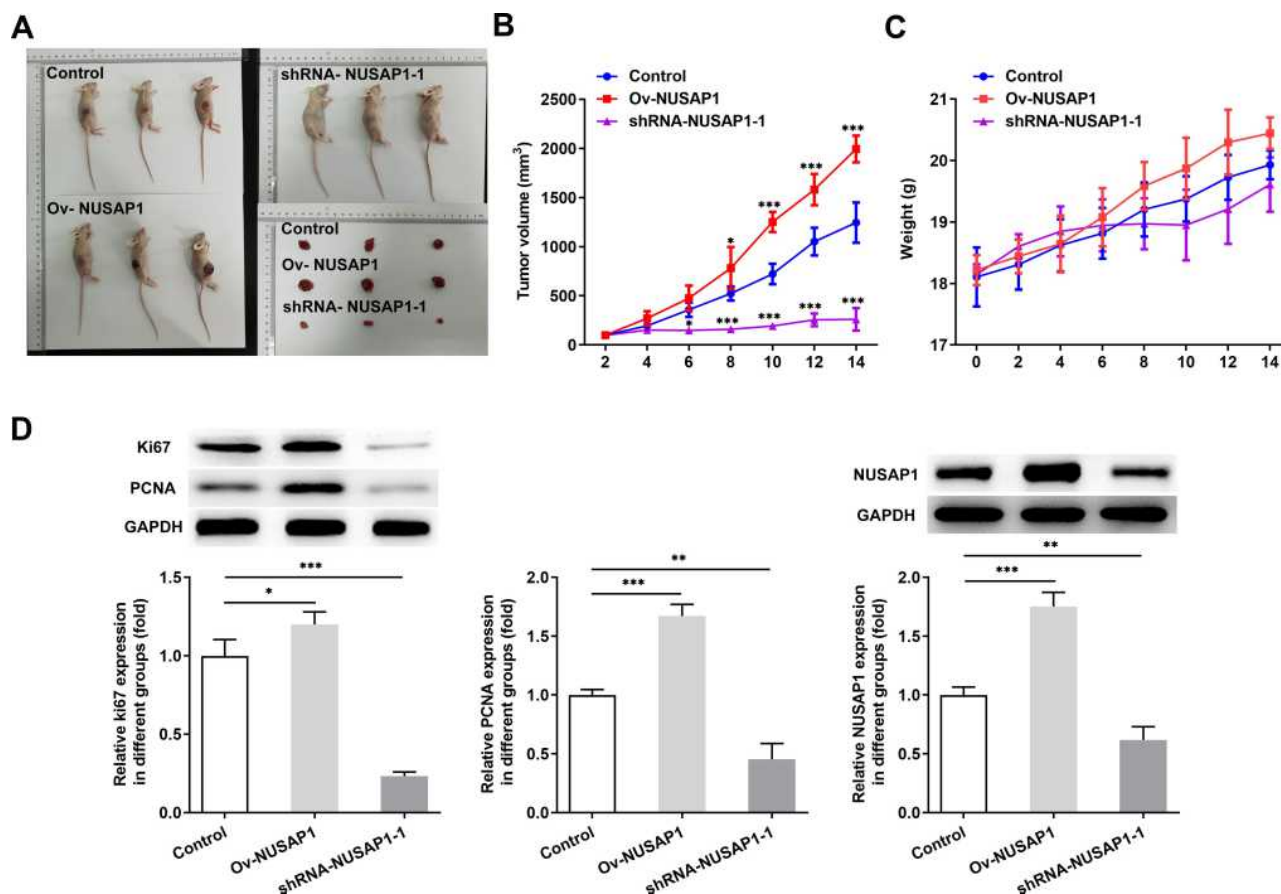 A
Control
shRNA- NUSAP1-1
Ov- NUSAP1
Control
Ov- NUSAP1
shRNA- NUSAP1-1
B
Control
Ov-NUSAP1
shRNA-NUSAP1-1
Tumor volume (mm³)
2500
2000
1500
1000
500
0
2 4 6 8 10 12 14
* *** *** ***
* *** *** *** ***
C
Control
Ov-NUSAP1
shRNA-NUSAP1-1
Weight (g)
21
20
19
18
17
0 2 4 6 8 10 12 14
D
Ki67
PCNA
GAPDH
NUSAP1
GAPDH
Relative ki67 expression
in different groups (fold)
1.5
1.0
0.5
0.0
***
*
Control
Ov-NUSAP1
shRNA-NUSAP1-1
Relative PCNA expression
in different groups (fold)
2.0
1.5
1.0
0.5
0.0
**
***
Control
Ov-NUSAP1
shRNA-NUSAP1-1
Relative NUSAP1 expression
in different groups (fold)
2.0
1.5
1.0
0.5
0.0
**
***
Control
Ov-NUSAP1
shRNA-NUSAP1-1